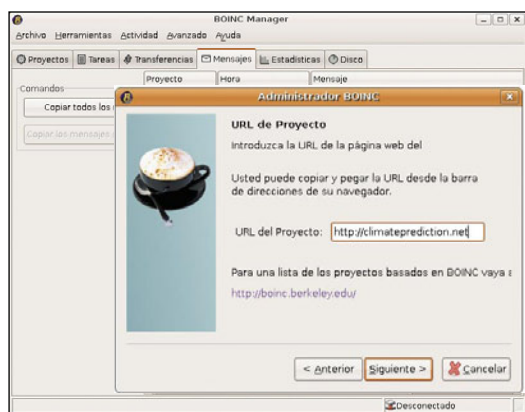 BOINC Manager
Archivo Herramientas Actividad Avanzado Ayuda
Proyectos Tareas Transferencias Mensajes Estadísticas Disco
Comandos Proyecto Hora Mensaje
Copiar todos los
Copiar los mensajes
Administrador BOINC
URL de Proyecto
Introduzca la URL de la página web del
Usted puede copiar y pegar la URL desde la barra
de direcciones de su navegador.
URL del Proyecto: http://climateprediction.net
Para una lista de los proyectos basados en BOINC vaya a
http://boinc.berkeley.edu/
< Anterior Siguiente > Cancelar
Desconectado